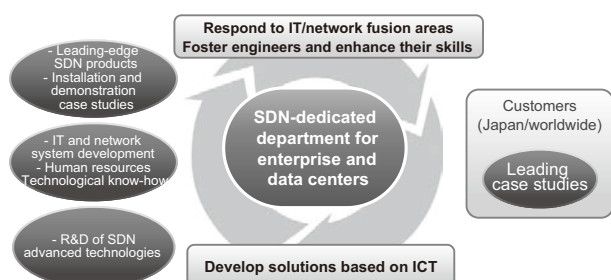 Respond to IT/network fusion areas
Foster engineers and enhance their skills
- Leading-edge
SDN products
- Installation and
demonstration
case studies
- IT and network
system development
- Human resources
Technological know-how
- R&D of SDN
advanced technologies
SDN-dedicated
department for
enterprise and
data centers
Customers
(Japan/worldwide)
Leading
case studies
Develop solutions based on ICT